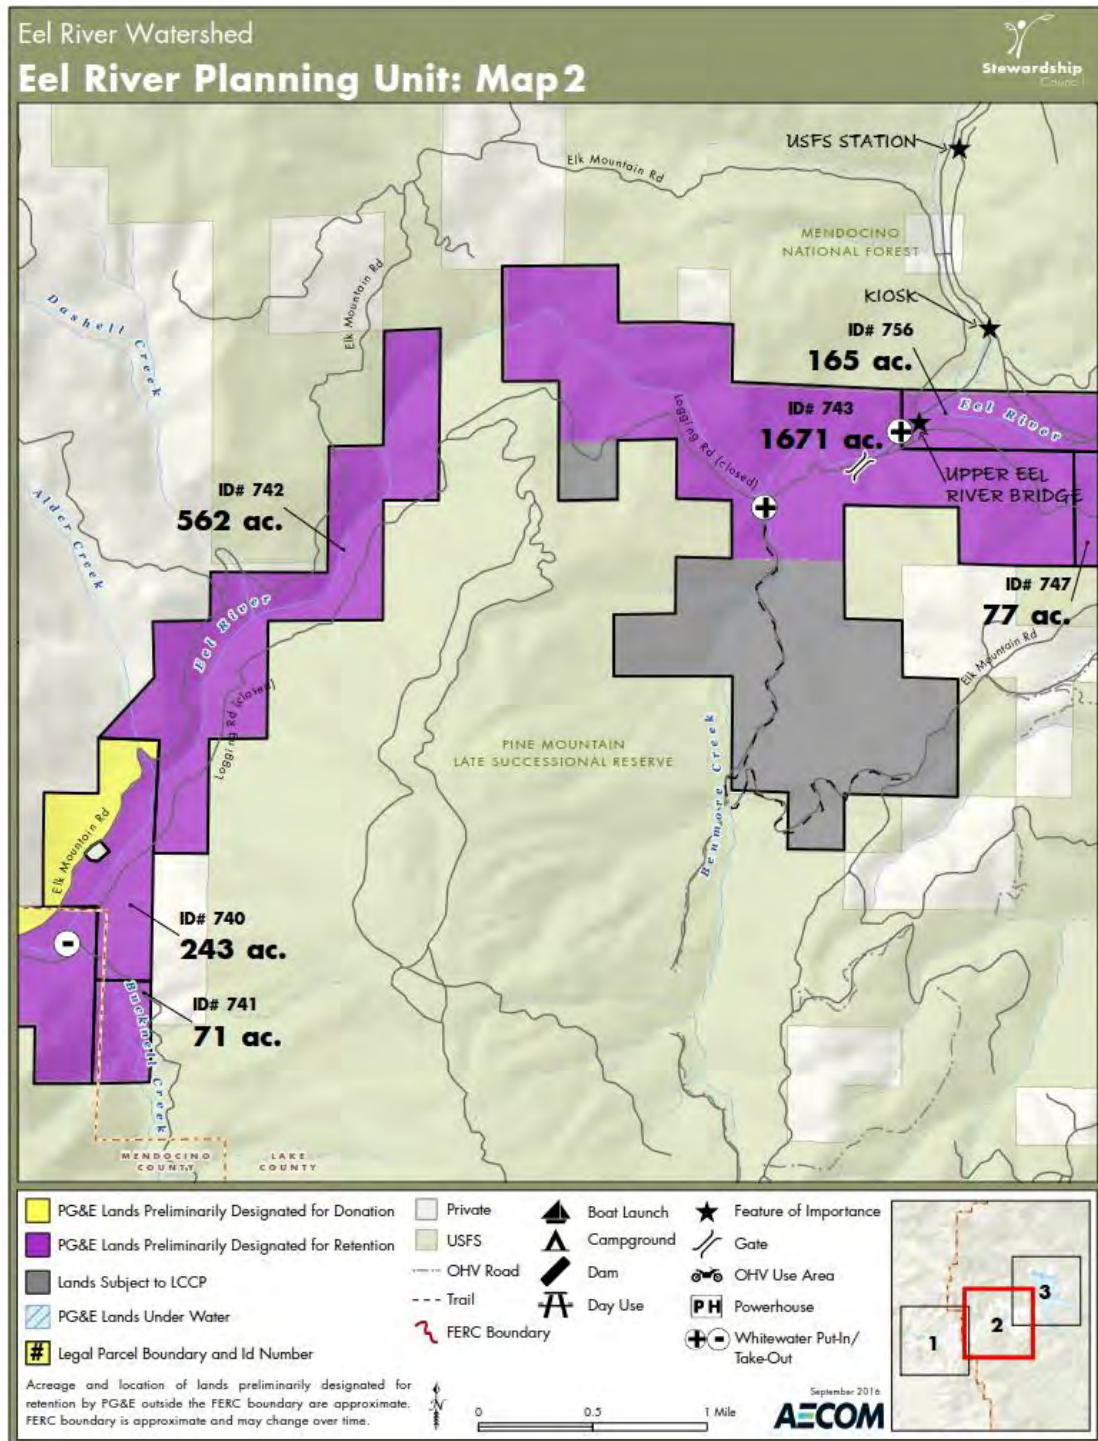 Eel River Watershed
Eel River Planning Unit: Map 2
Stewardship
Council
USFS STATION
Elk Mountain Rd
MENDOCINO
NATIONAL FOREST
Elk Mountain Rd
Dashell Creek
KIOSK
ID# 756
165 ac.
Eel River
ID# 743
1671 ac.
Logging Rd (closed)
UPPER EEL
RIVER BRIDGE
ID# 742
562 ac.
Alder Creek
ID# 747
77 ac.
Eel River
Elk Mountain Rd
Logging Rd (closed)
PINE MOUNTAIN
LATE SUCCESSIONAL RESERVE
Benmore Creek
Elk Mountain Rd
ID# 740
243 ac.
ID# 741
71 ac.
Bucknell Creek
MENDOCINO
COUNTY
LAKE
COUNTY
PG&E Lands Preliminarily Designated for Donation
PG&E Lands Preliminarily Designated for Retention
Lands Subject to LCCP
PG&E Lands Under Water
# Legal Parcel Boundary and Id Number
Private
USFS
OHV Road
Trail
FERC Boundary
Boat Launch
Campground
Dam
Day Use
Feature of Importance
Gate
OHV Use Area
PH Powerhouse
Whitewater Put-In/
Take-Out
Acreage and location of lands preliminarily designated for
retention by PG&E outside the FERC boundary are approximate.
FERC boundary is approximate and may change over time.
N
0 0.5 1 Mile
September 2016
AECOM
1
2
3